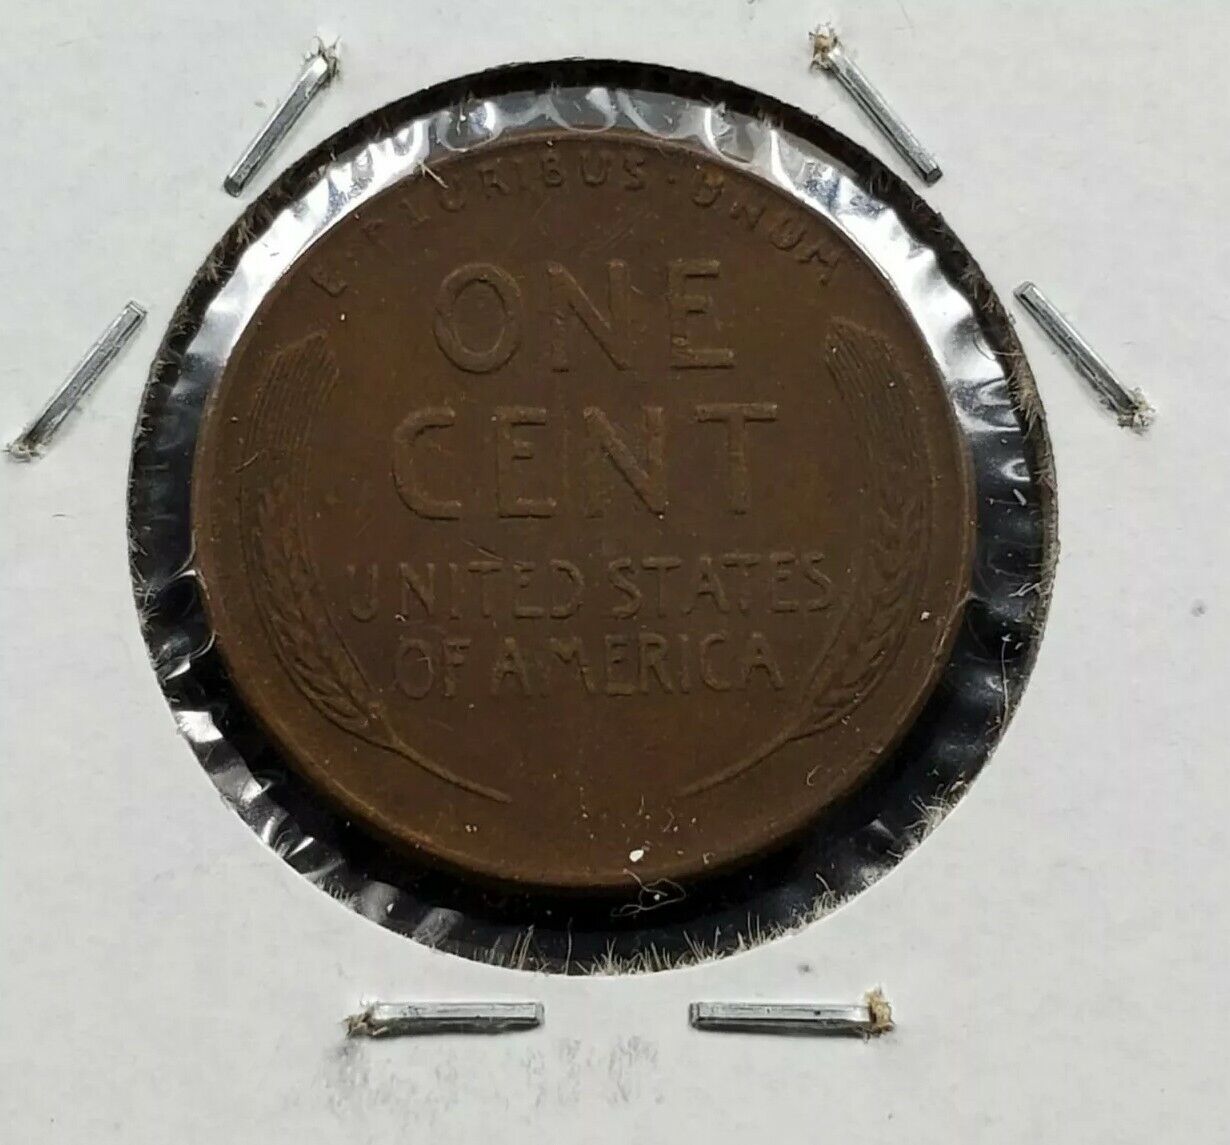 E·PLURIBUS·UNUM
ONE
CENT
UNITED STATES
OF AMERICA